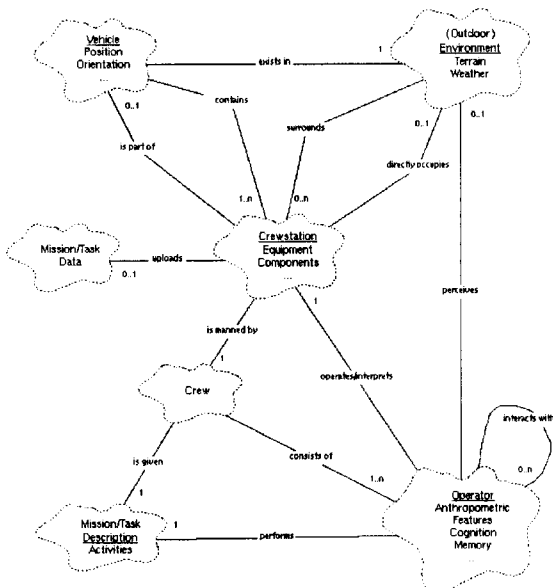 Vehicle
Position
Orientation
...
(Outdoor)
Environment
Terrain
Weather
1
exists in
0..1
contains
0..1
0..1
surrounds
is part of
directly occupies
1..n
0..n
Crewstation
Equipment
Components
...
Mission/Task
Data
uploads
0..1
1
perceives
is manned by
1
operates/interprets
Crew
interacts with
is given
consists of
0..n
1..n
1
Operator
Anthropometric
Features
Cognition
Memory
...
Mission/Task
Description
Activities
1
performs